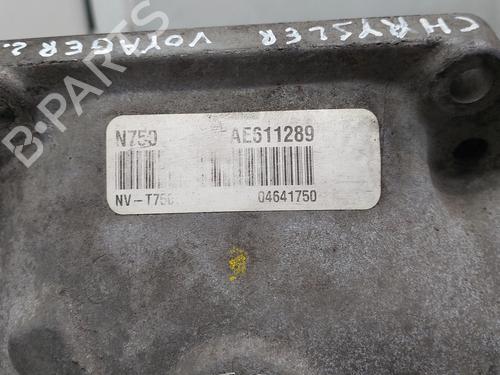 CHRYSLER
VOYAGER 2.
N750 AE611289
NV-T750 04641750
B-PARTS